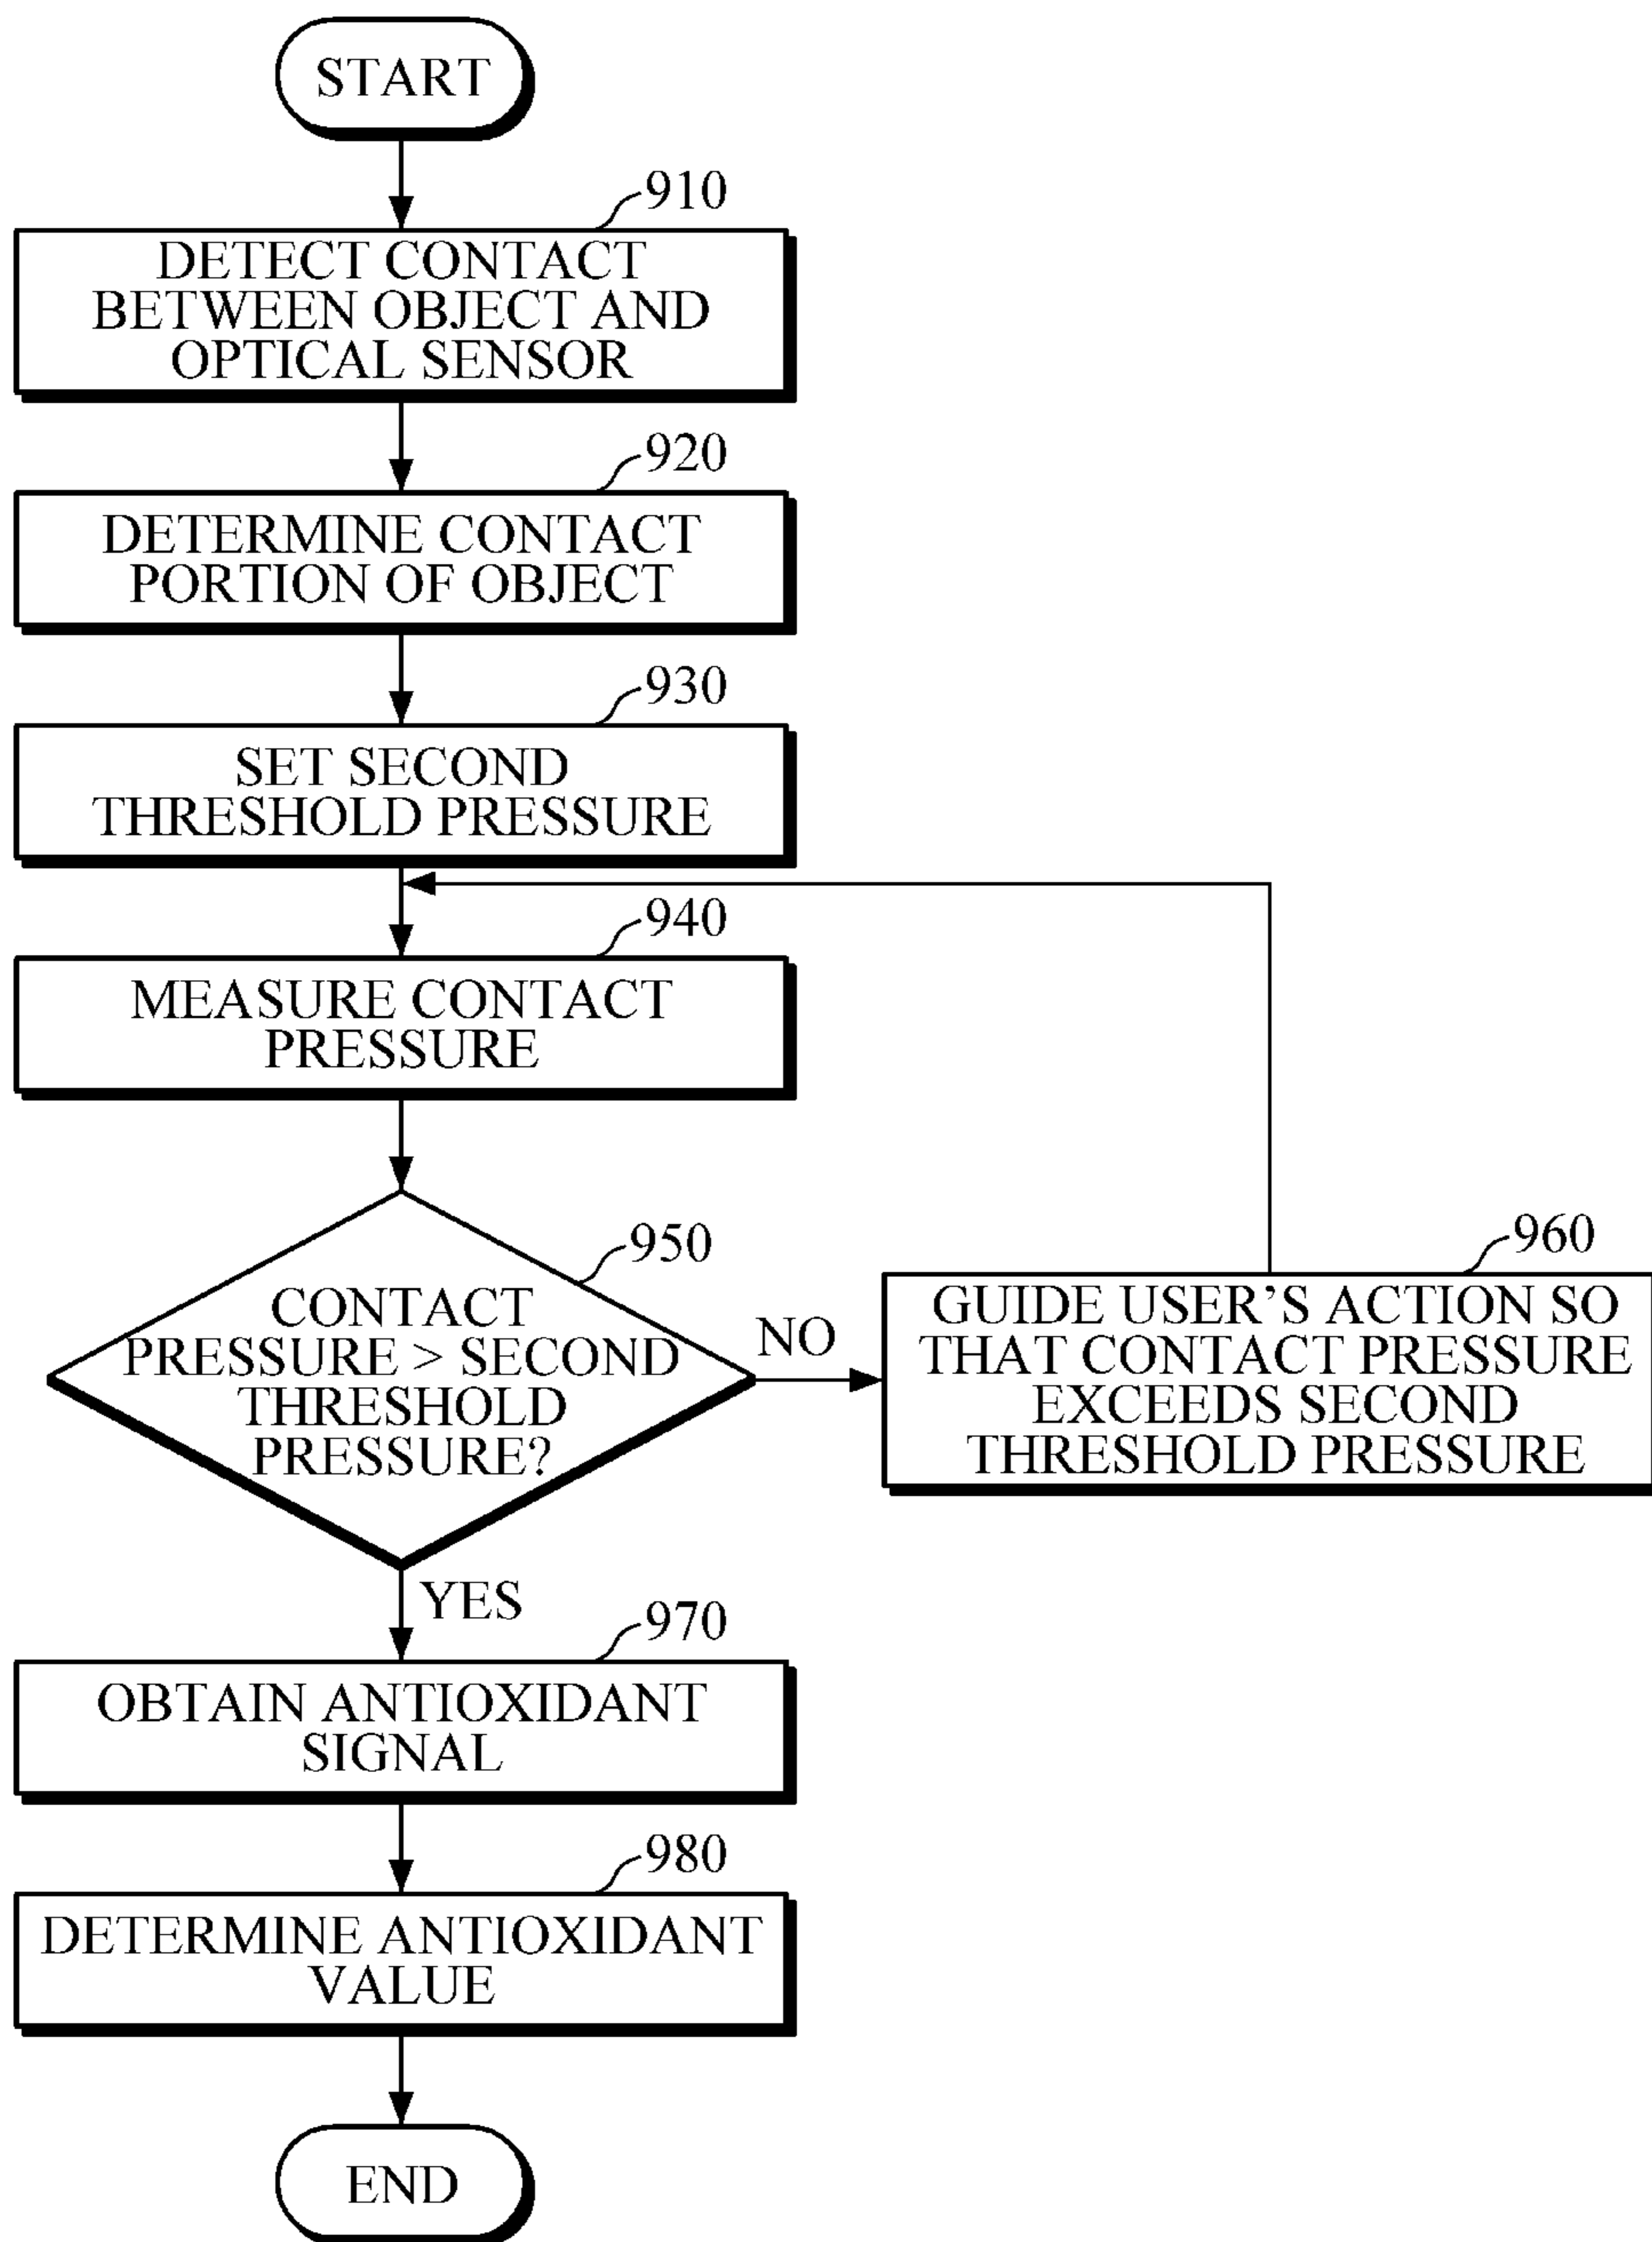 START
910
DETECT CONTACT
BETWEEN OBJECT AND
OPTICAL SENSOR
920
DETERMINE CONTACT
PORTION OF OBJECT
930
SET SECOND
THRESHOLD PRESSURE
940
MEASURE CONTACT
PRESSURE
950
CONTACT
PRESSURE > SECOND
THRESHOLD
PRESSURE?
NO
960
GUIDE USER’S ACTION SO
THAT CONTACT PRESSURE
EXCEEDS SECOND
THRESHOLD PRESSURE
YES
970
OBTAIN ANTIOXIDANT
SIGNAL
980
DETERMINE ANTIOXIDANT
VALUE
END